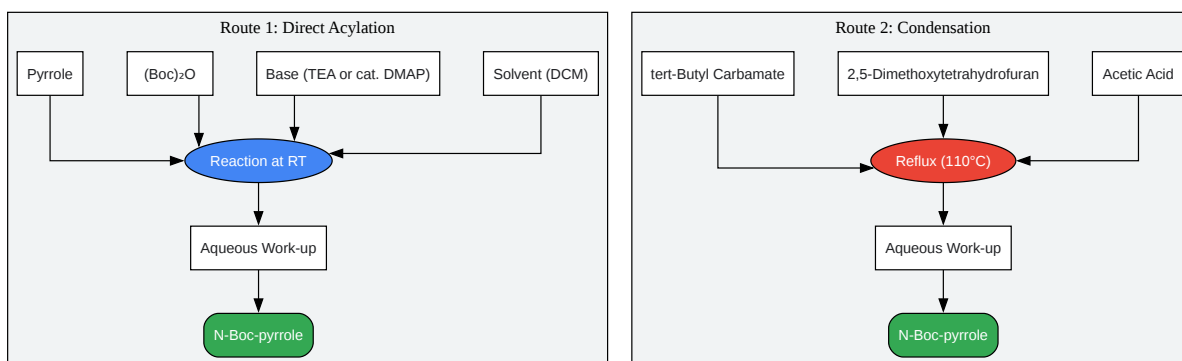 Route 1: Direct Acylation
Pyrrole
(Boc)₂O
Base (TEA or cat. DMAP)
Solvent (DCM)
Reaction at RT
Aqueous Work-up
N-Boc-pyrrole
Route 2: Condensation
tert-Butyl Carbamate
2,5-Dimethoxytetrahydrofuran
Acetic Acid
Reflux (110°C)
Aqueous Work-up
N-Boc-pyrrole